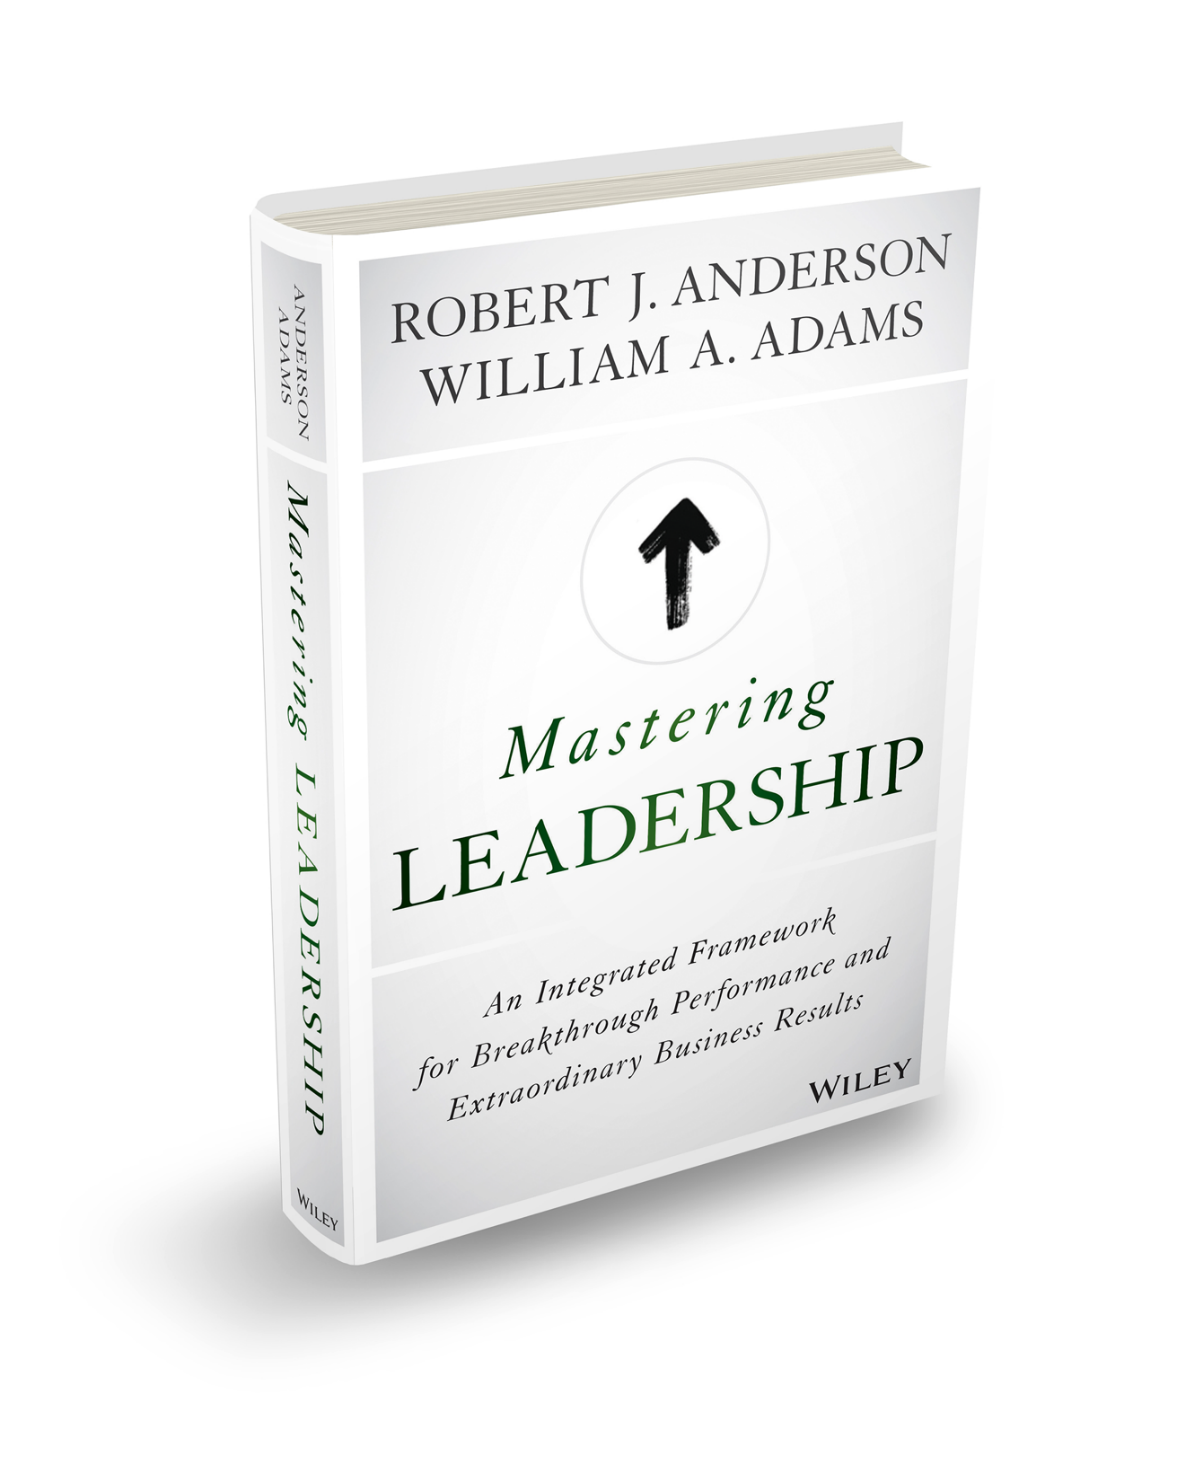 ROBERT J. ANDERSON
WILLIAM A. ADAMS
Mastering
LEADERSHIP
An Integrated Framework
for Breakthrough Performance and
Extraordinary Business Results
WILEY
ANDERSON
ADAMS
Mastering LEADERSHIP
WILEY